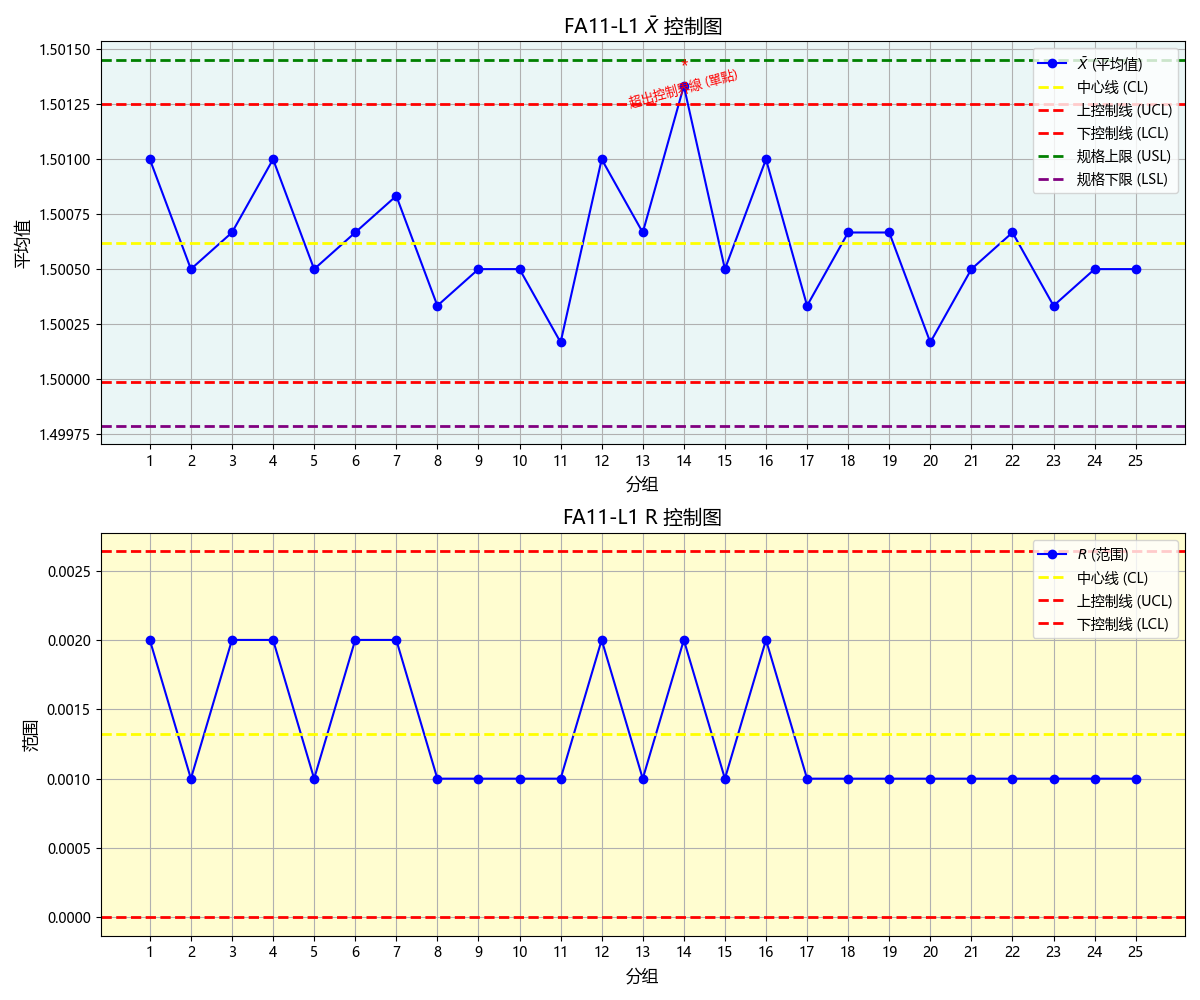 FA11-L1 X̄ 控制图
1.50150
1.50125
1.50100
1.50075
1.50050
1.50025
1.50000
1.49975
平均值
*
超出控制界線 (單點)
X̄ (平均值)
中心线 (CL)
上控制线 (UCL)
下控制线 (LCL)
规格上限 (USL)
规格下限 (LSL)
1 2 3 4 5 6 7 8 9 10 11 12 13 14 15 16 17 18 19 20 21 22 23 24 25
分组
FA11-L1 R 控制图
0.0025
0.0020
0.0015
0.0010
0.0005
0.0000
范围
R (范围)
中心线 (CL)
上控制线 (UCL)
下控制线 (LCL)
1 2 3 4 5 6 7 8 9 10 11 12 13 14 15 16 17 18 19 20 21 22 23 24 25
分组